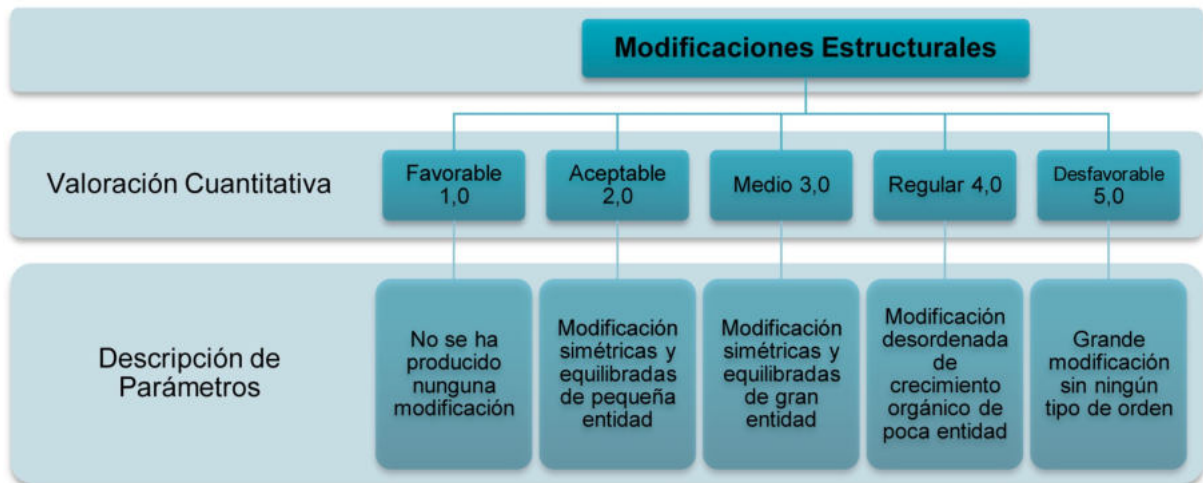 Modificaciones Estructurales
Valoración Cuantitativa
Favorable
1,0
Aceptable
2,0
Medio 3,0
Regular 4,0
Desfavorable
5,0
Descripción de
Parámetros
No se ha
producido
nunguna
modificación
Modificación
simétricas y
equilibradas
de pequeña
entidad
Modificación
simétricas y
equilibradas
de gran
entidad
Modificación
desordenada
de
crecimiento
orgánico de
poca entidad
Grande
modificación
sin ningún
tipo de orden